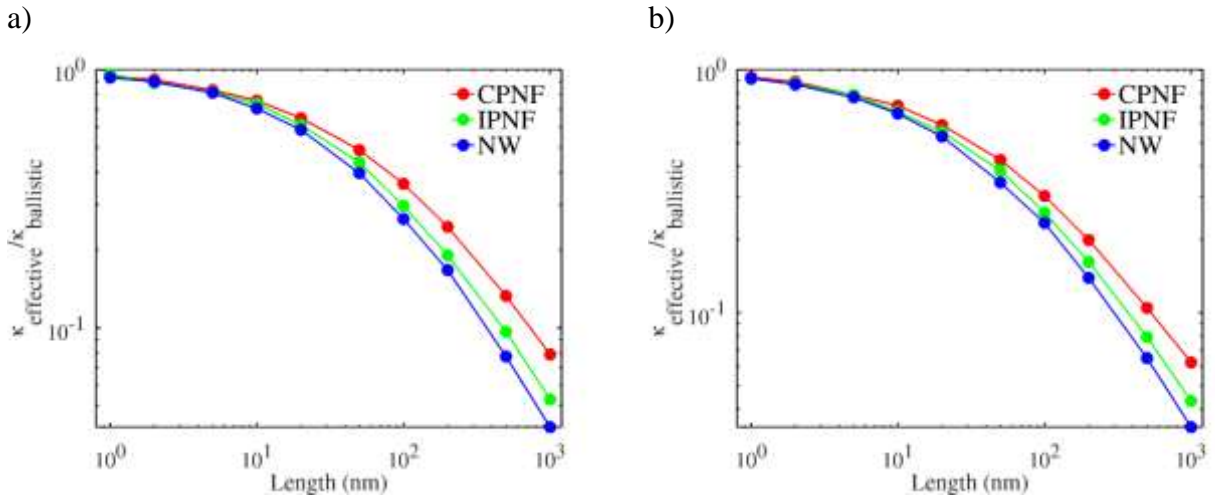 a)
10^0
CPNF
IPNF
NW
κ_effective/κ_ballistic
10^-1
10^0
10^1
10^2
10^3
Length (nm)
b)
10^0
CPNF
IPNF
NW
κ_effective/κ_ballistic
10^-1
10^0
10^1
10^2
10^3
Length (nm)